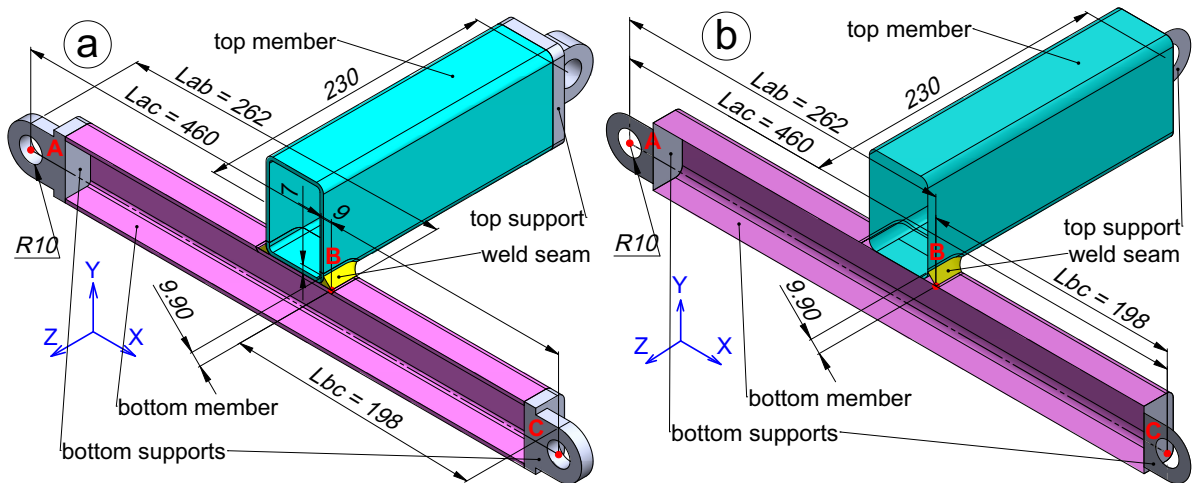 a
top member
230
Lab = 262
Lac = 460
A
7
6
B
R10
top support
weld seam
9.90
Y
Z
X
Lbc = 198
bottom member
bottom supports
C
b
top member
230
Lab = 262
Lac = 460
A
R10
top support
weld seam
B
Lbc = 198
9.90
Y
Z
X
bottom member
bottom supports
C